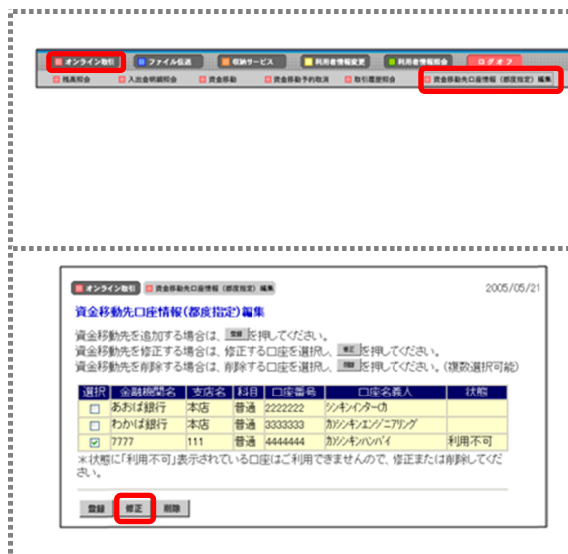 オンライン取引 ファイル伝送 収納サービス 利用者情報変更 利用者情報照会 ログオフ
残高照会 入出金明細照会 資金移動 資金移動予約取消 取引履歴照会 資金移動先口座情報(都度指定)編集
オンライン取引 資金移動先口座情報(都度指定)編集 2005/05/21
資金移動先口座情報(都度指定)編集
資金移動先を追加する場合は、登録を押してください。
資金移動先を修正する場合は、修正する口座を選択し、修正を押してください。
資金移動先を削除する場合は、削除する口座を選択し、削除を押してください。(複数選択可能)
選択 金融機関名 支店名 科目 口座番号 口座名義人 状態
あおば銀行 本店 普通 2222222 シンキンインターカ
わかば銀行 本店 普通 3333333 カ)シンキンエンジニアリング
7777 111 普通 4444444 カ)シンキンハンバイ 利用不可
*状態に「利用不可」表示されている口座はご利用できませんので、修正または削除してくだ
さい。
登録 修正 削除